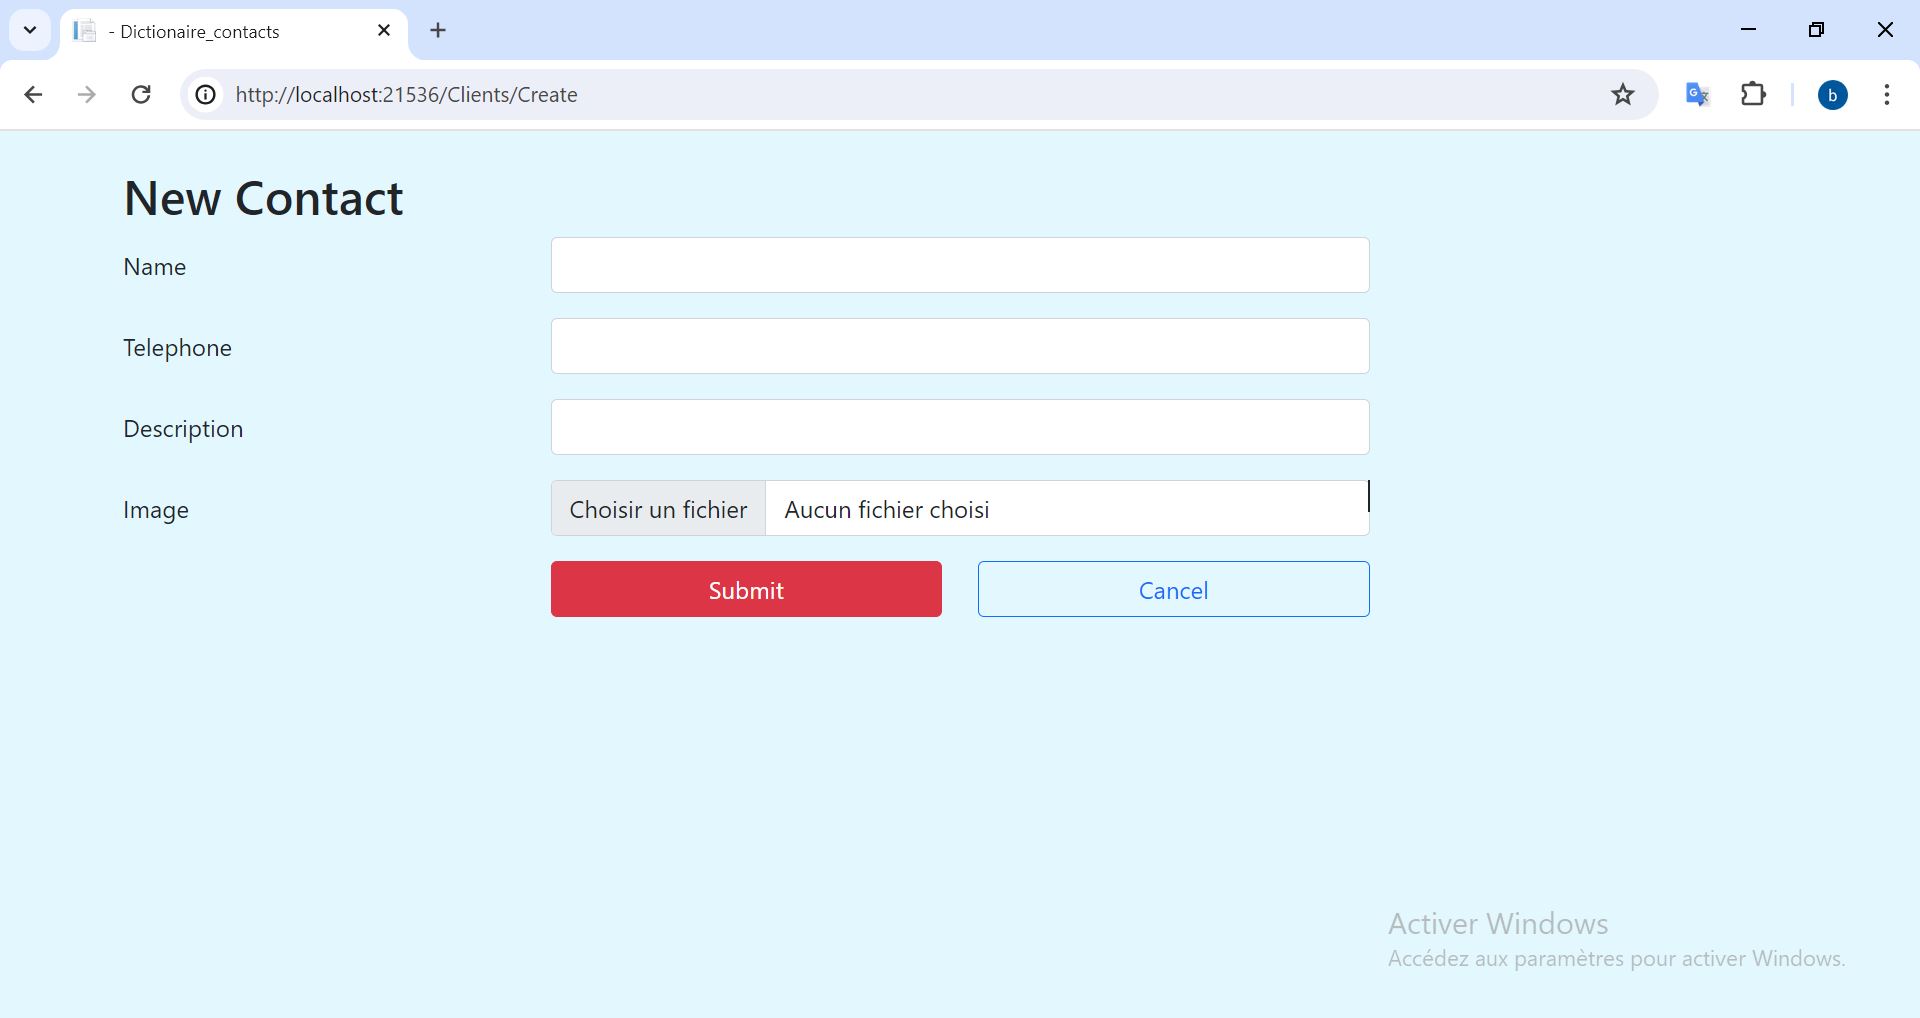 - Dictionaire_contacts
http://localhost:21536/Clients/Create
b
New Contact
Name
Telephone
Description
Image
Choisir un fichier Aucun fichier choisi
Submit Cancel
Activer Windows
Accédez aux paramètres pour activer Windows.